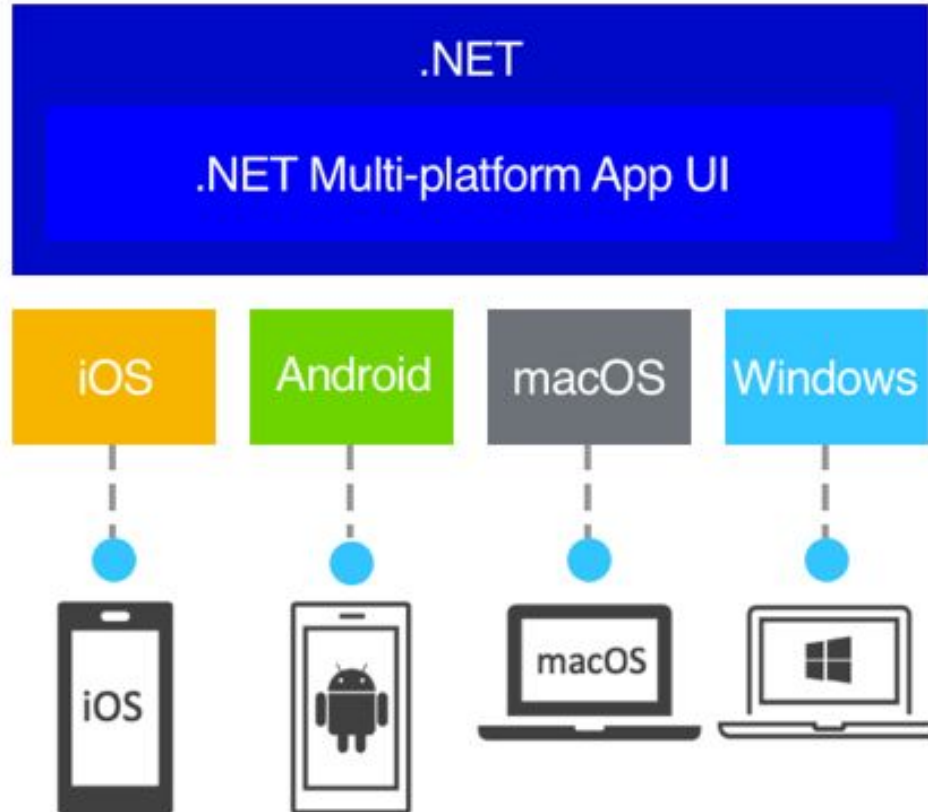 .NET
.NET Multi-platform App UI
iOS
Android
macOS
Windows
iOS
macOS